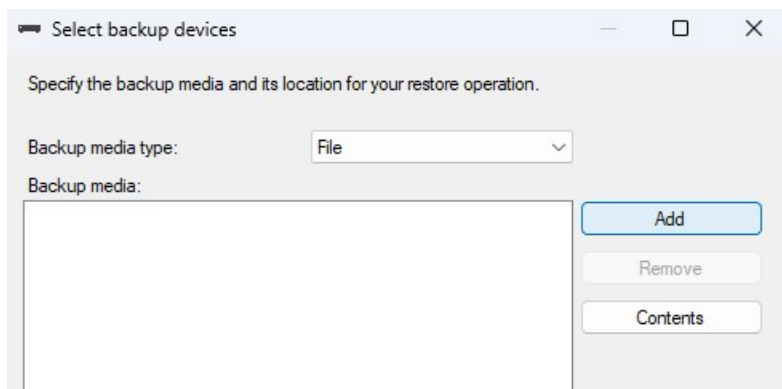 Select backup devices
Specify the backup media and its location for your restore operation.
Backup media type:
File
Backup media:
Add
Remove
Contents